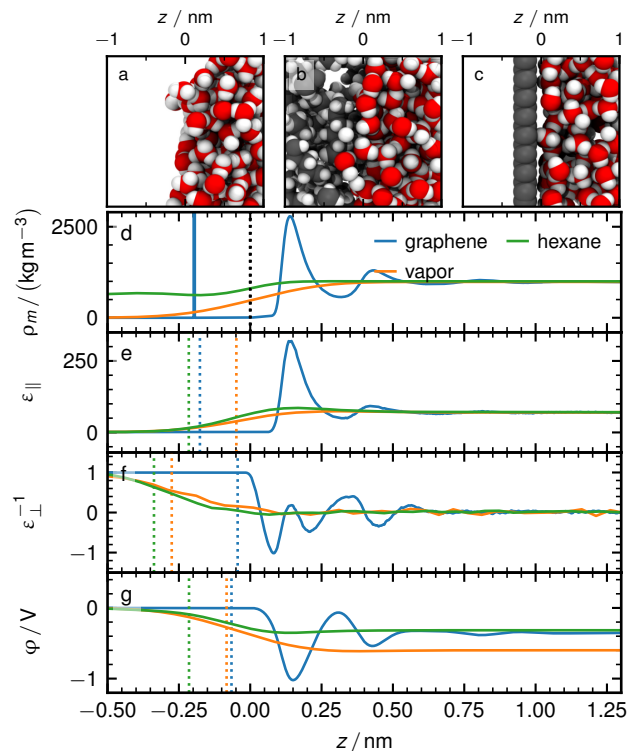 z / nm z / nm z / nm
−1 0 1 −1 0 1 −1 0 1
a b c
d
2500
0
ρm / (kg m−3)
graphene hexane
vapor
e
250
0
ε∥
f
1
0
−1
ε⊥−1
g
0
−1
φ / V
−0.50 −0.25 0.00 0.25 0.50 0.75 1.00 1.25
z / nm